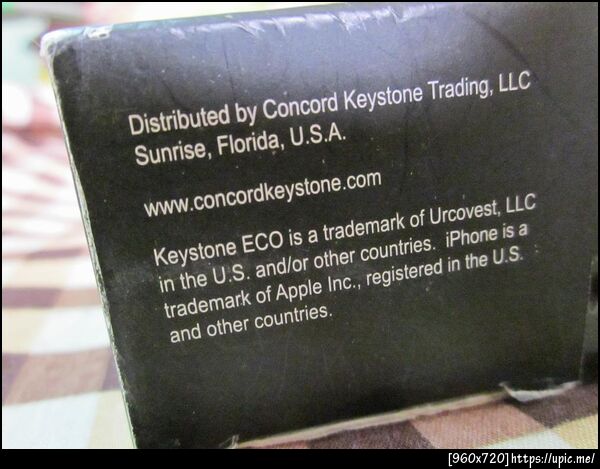 Distributed by Concord Keystone Trading, LLC
Sunrise, Florida, U.S.A.
www.concordkeystone.com
Keystone ECO is a trademark of Urcovest, LLC
in the U.S. and/or other countries. iPhone is a
trademark of Apple Inc., registered in the U.S.
and other countries.
[960x720]https://upic.me/